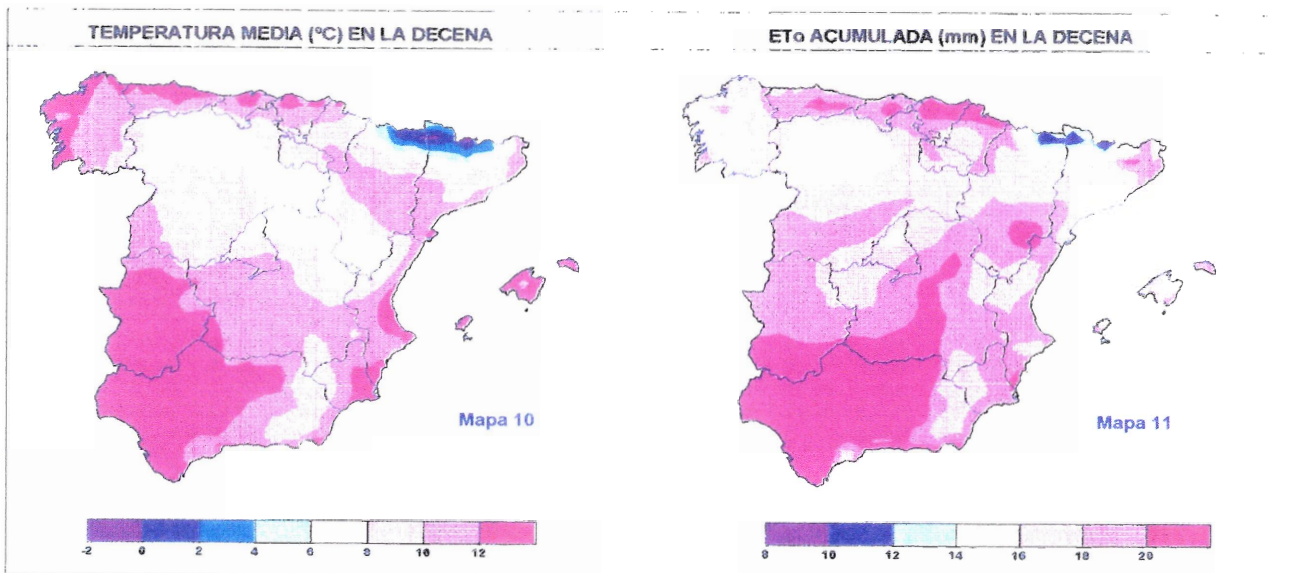 TEMPERATURA MEDIA (ºC) EN LA DECENA
Mapa 10
-2 0 2 4 6 8 10 12
ETo ACUMULADA (mm) EN LA DECENA
Mapa 11
8 10 12 14 16 18 20